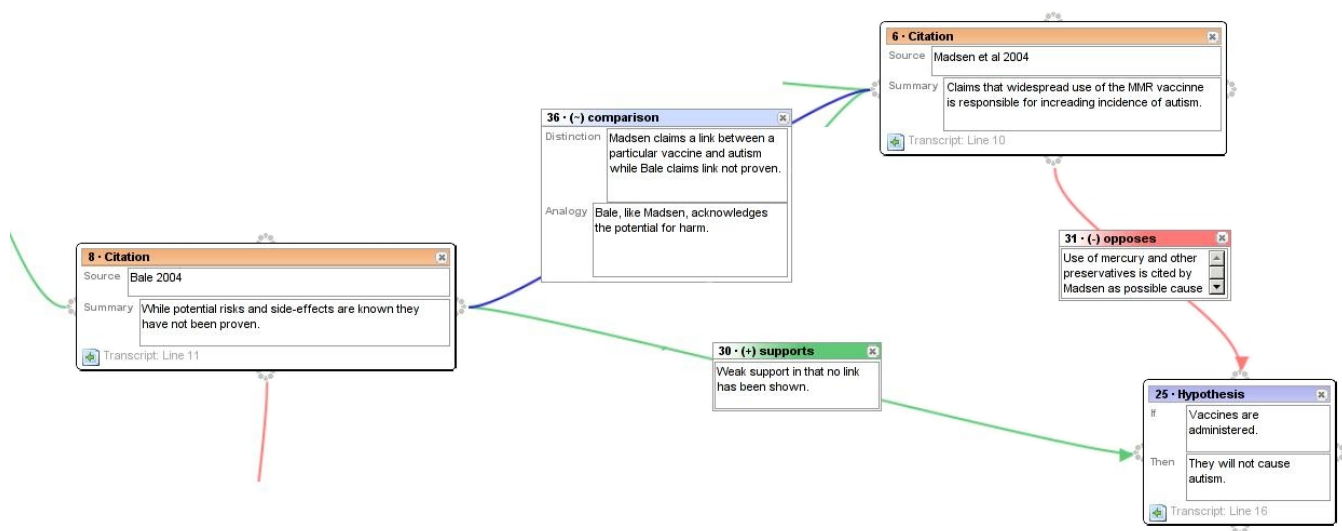 6 · Citation
Source Madsen et al 2004
Summary Claims that widespread use of the MMR vaccinne
is responsible for increading incidence of autism.
Transcript: Line 10
36 · (~) comparison
Distinction Madsen claims a link between a
particular vaccine and autism
while Bale claims link not proven.
Analogy Bale, like Madsen, acknowledges
the potential for harm.
8 · Citation
Source Bale 2004
Summary While potential risks and side-effects are known they
have not been proven.
Transcript: Line 11
31 · (-) opposes
Use of mercury and other
preservatives is cited by
Madsen as possible cause
30 · (+) supports
Weak support in that no link
has been shown.
25 · Hypothesis
If Vaccines are
administered.
Then They will not cause
autism.
Transcript: Line 16